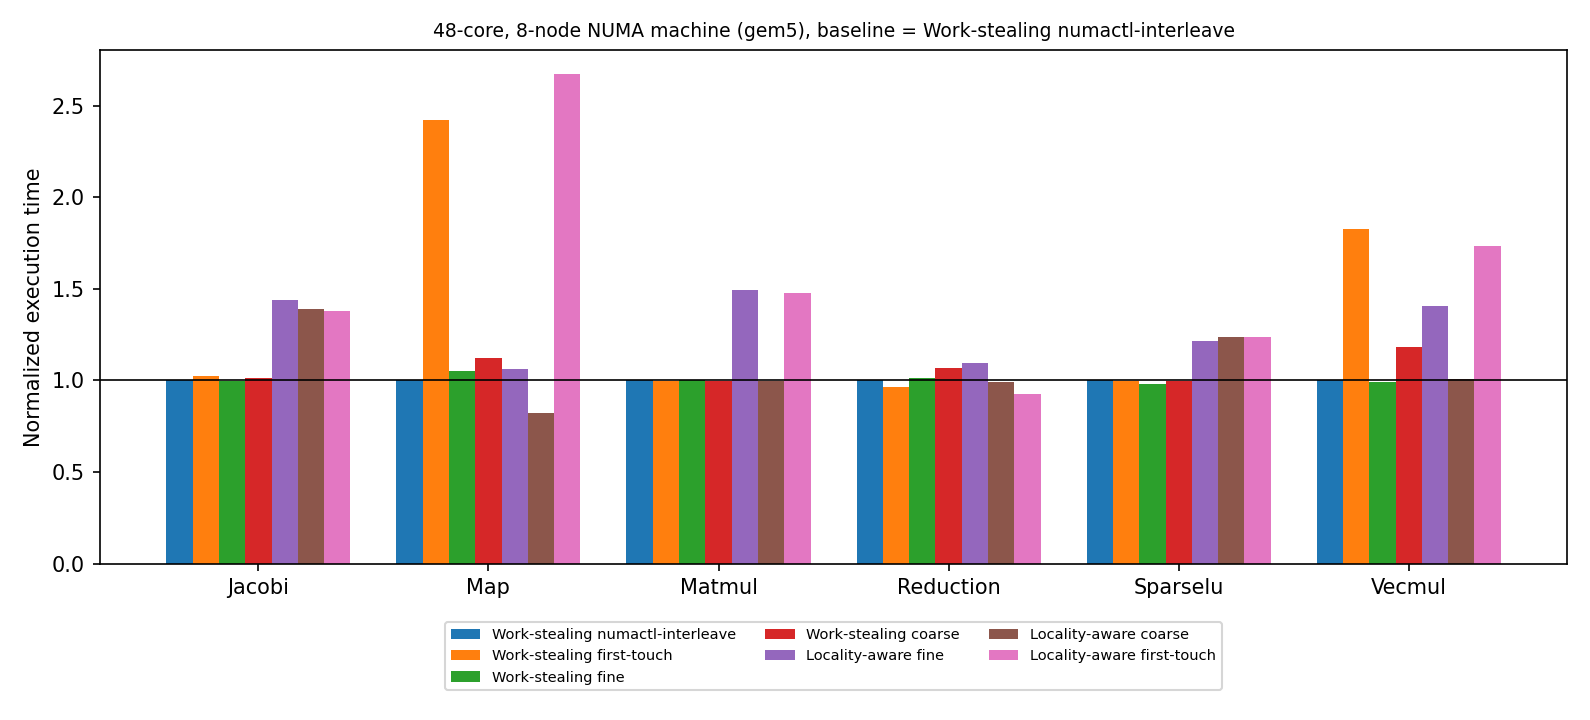 48-core, 8-node NUMA machine (gem5), baseline = Work-stealing numactl-interleave
Normalized execution time
2.5
2.0
1.5
1.0
0.5
0.0
Jacobi Map Matmul Reduction Sparselu Vecmul
Work-stealing numactl-interleave Work-stealing coarse Locality-aware coarse
Work-stealing first-touch Locality-aware fine Locality-aware first-touch
Work-stealing fine